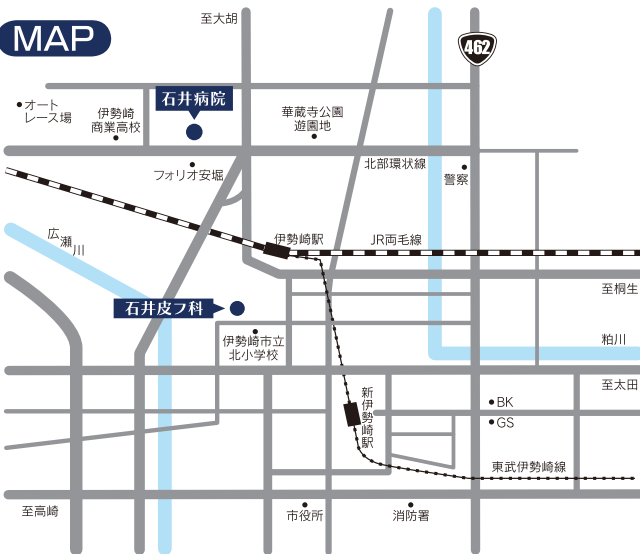 至大胡
MAP
462
石井病院
オート
レース場
伊勢崎
商業高校
華蔵寺公園
遊園地
北部環状線
フォリオ安堀
警察
広瀬川
伊勢崎駅
JR両毛線
至桐生
石井皮フ科
伊勢崎市立
北小学校
粕川
至太田
新伊勢崎駅
BK
GS
東武伊勢崎線
至高崎
市役所
消防署